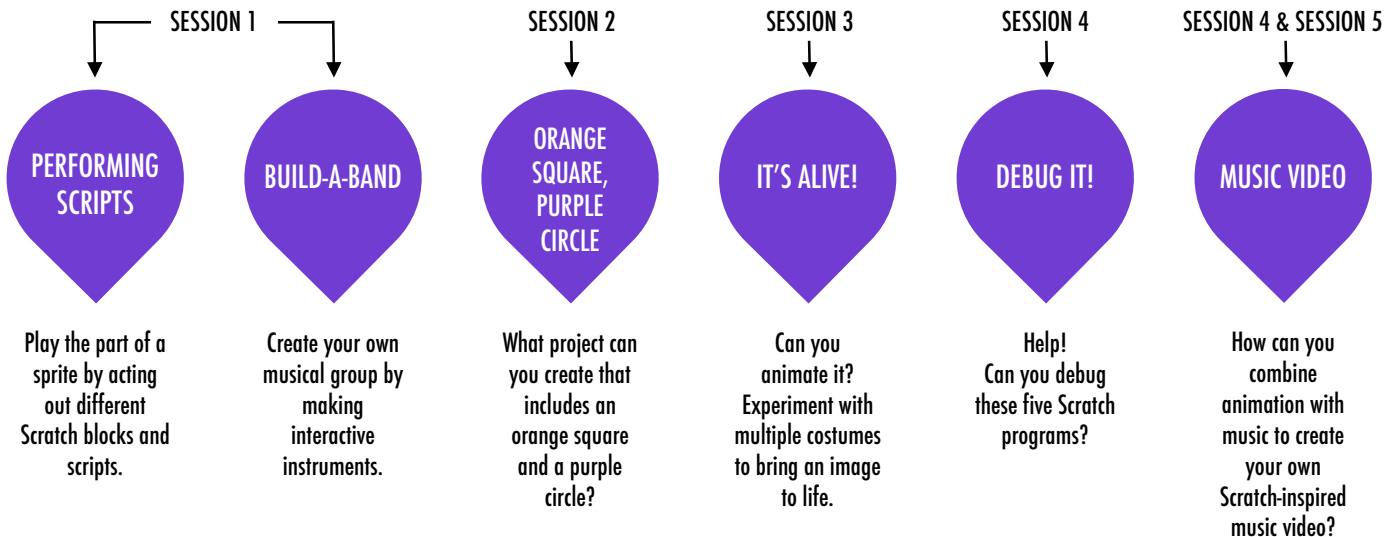 SESSION 1
SESSION 2
SESSION 3
SESSION 4
SESSION 4 & SESSION 5
PERFORMING
SCRIPTS
BUILD-A-BAND
ORANGE
SQUARE,
PURPLE
CIRCLE
IT'S ALIVE!
DEBUG IT!
MUSIC VIDEO
Play the part of a
sprite by acting
out different
Scratch blocks and
scripts.
Create your own
musical group by
making
interactive
instruments.
What project can
you create that
includes an
orange square
and a purple
circle?
Can you
animate it?
Experiment with
multiple costumes
to bring an image
to life.
Help!
Can you debug
these five Scratch
programs?
How can you
combine
animation with
music to create
your own
Scratch-inspired
music video?